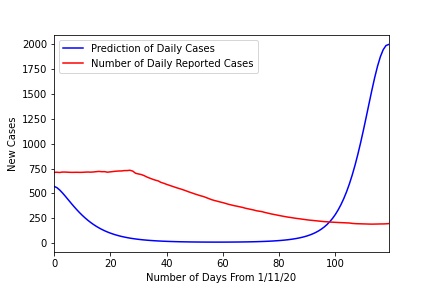 Prediction of Daily Cases
Number of Daily Reported Cases
New Cases
2000
1750
1500
1250
1000
750
500
250
0
0 20 40 60 80 100
Number of Days From 1/11/20